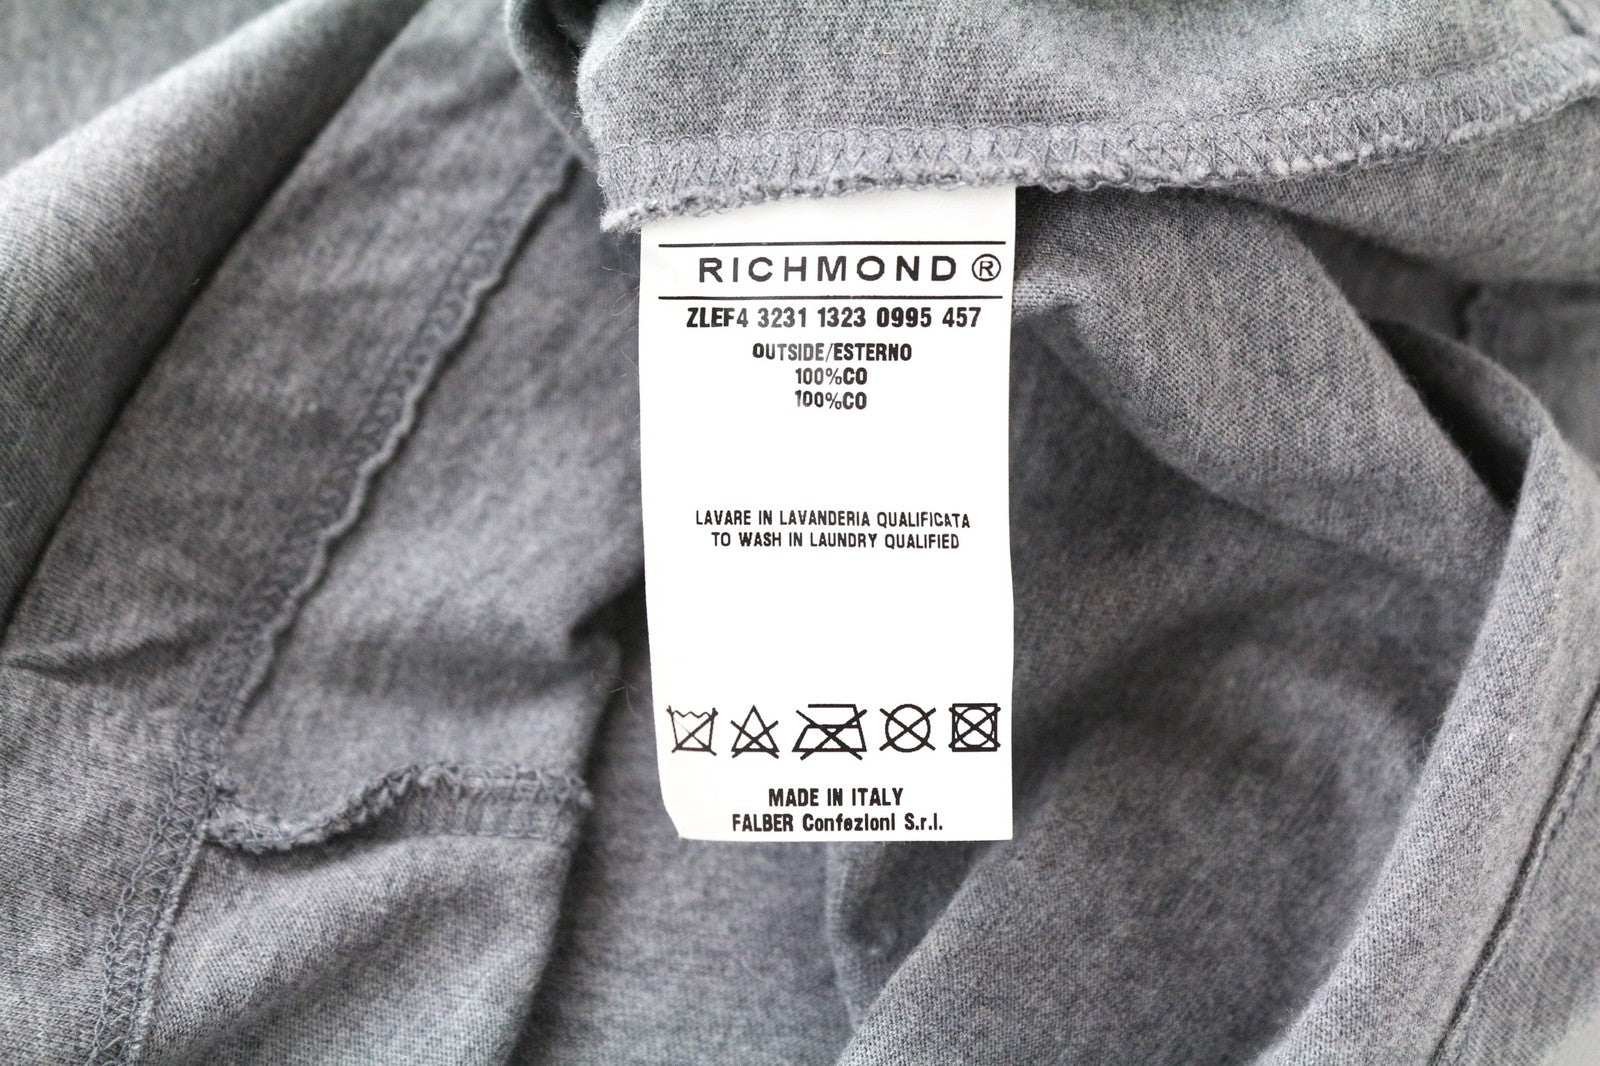 RICHMOND®
ZLEF4 3231 1323 0995 457
OUTSIDE/ESTERNO
100%CO
100%CO
LAVARE IN LAVANDERIA QUALIFICATA
TO WASH IN LAUNDRY QUALIFIED
MADE IN ITALY
FALBER Confezioni S.r.l.